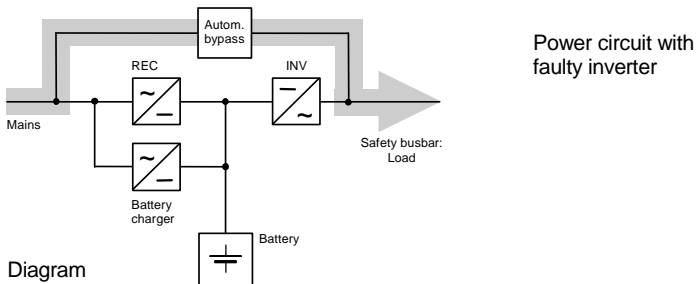 Autom.
bypass
Power circuit with
faulty inverter
REC
INV
Mains
Safety busbar:
Load
Battery
charger
Battery
Diagram